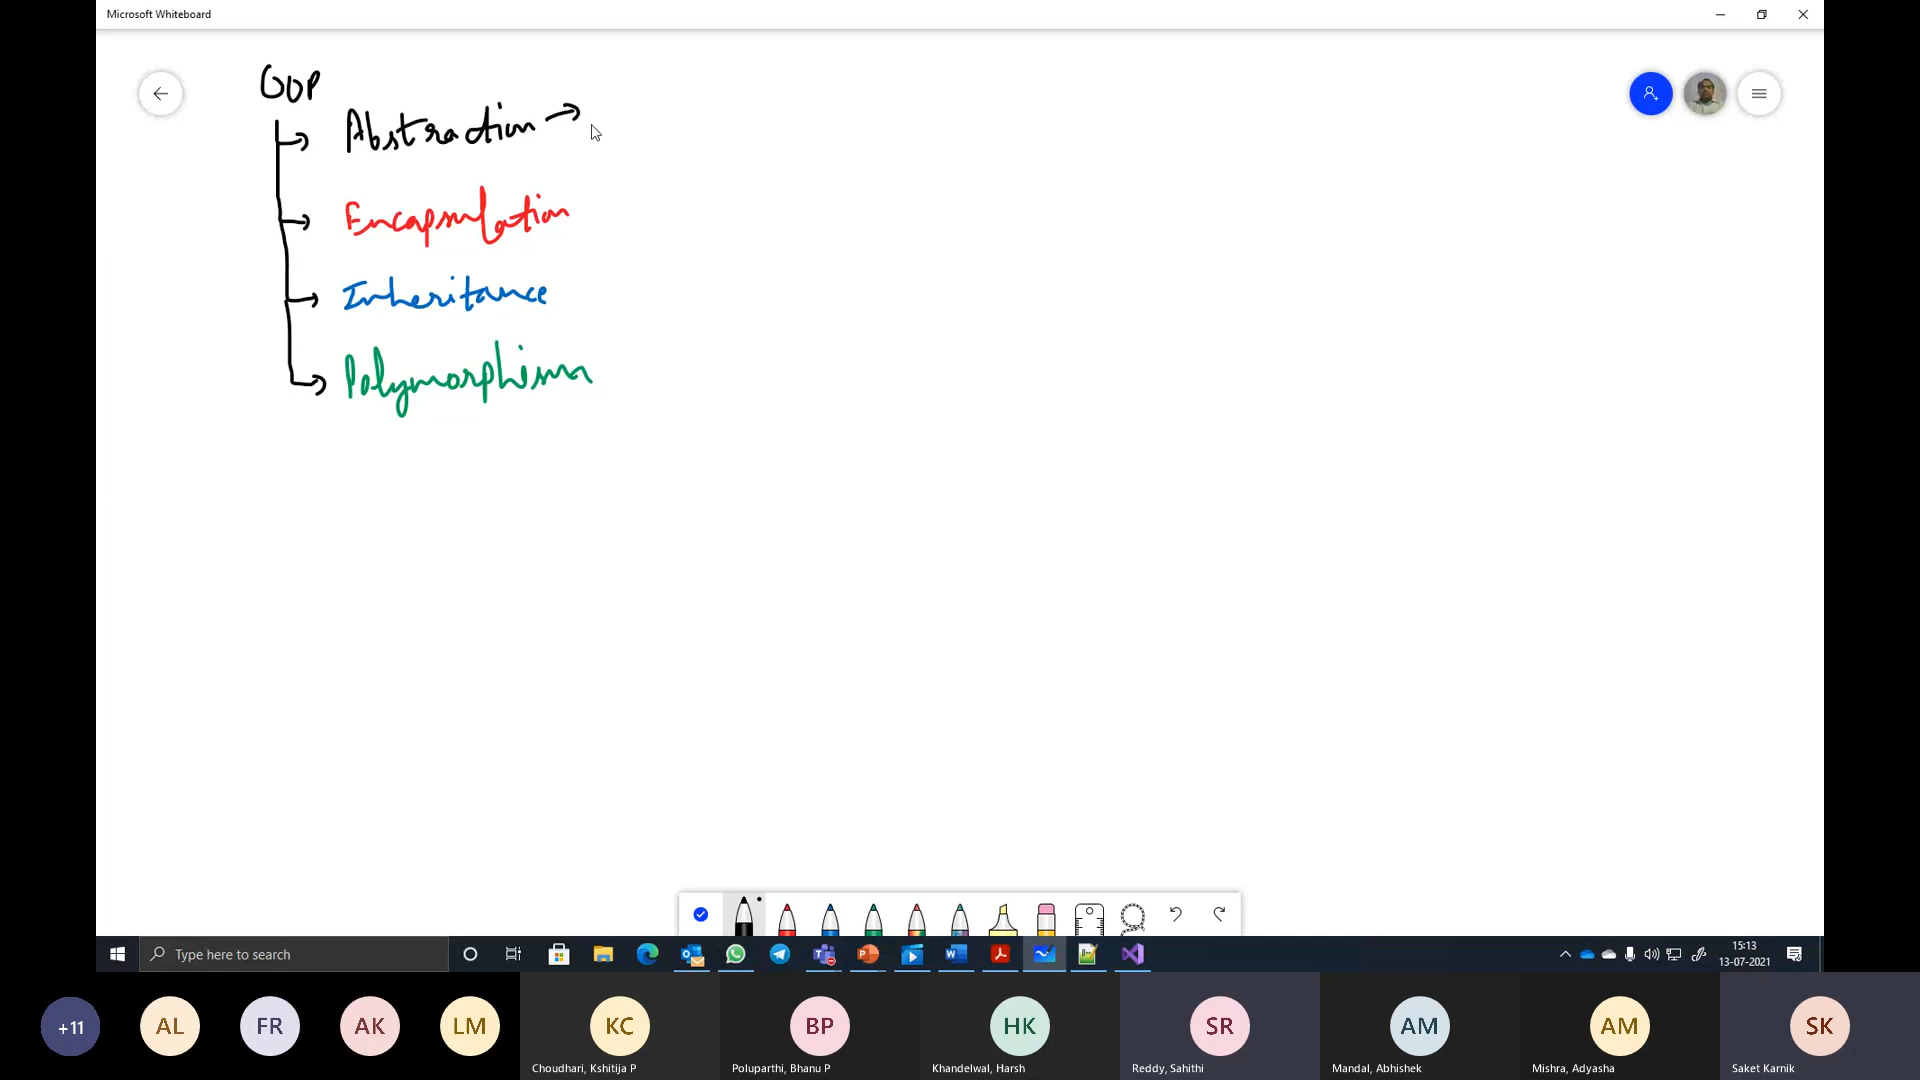 Microsoft Whiteboard
OOP
Abstraction →
Encapsulation
Inheritance
Polymorphism
Type here to search
15:13
13-07-2021
+11
AL
FR
AK
LM
KC
BP
HK
SR
AM
AM
SK
Choudhari, Kshitija P
Poluparthi, Bhanu P
Khandelwal, Harsh
Reddy, Sahithi
Mandal, Abhishek
Mishra, Adyasha
Saket Karnik